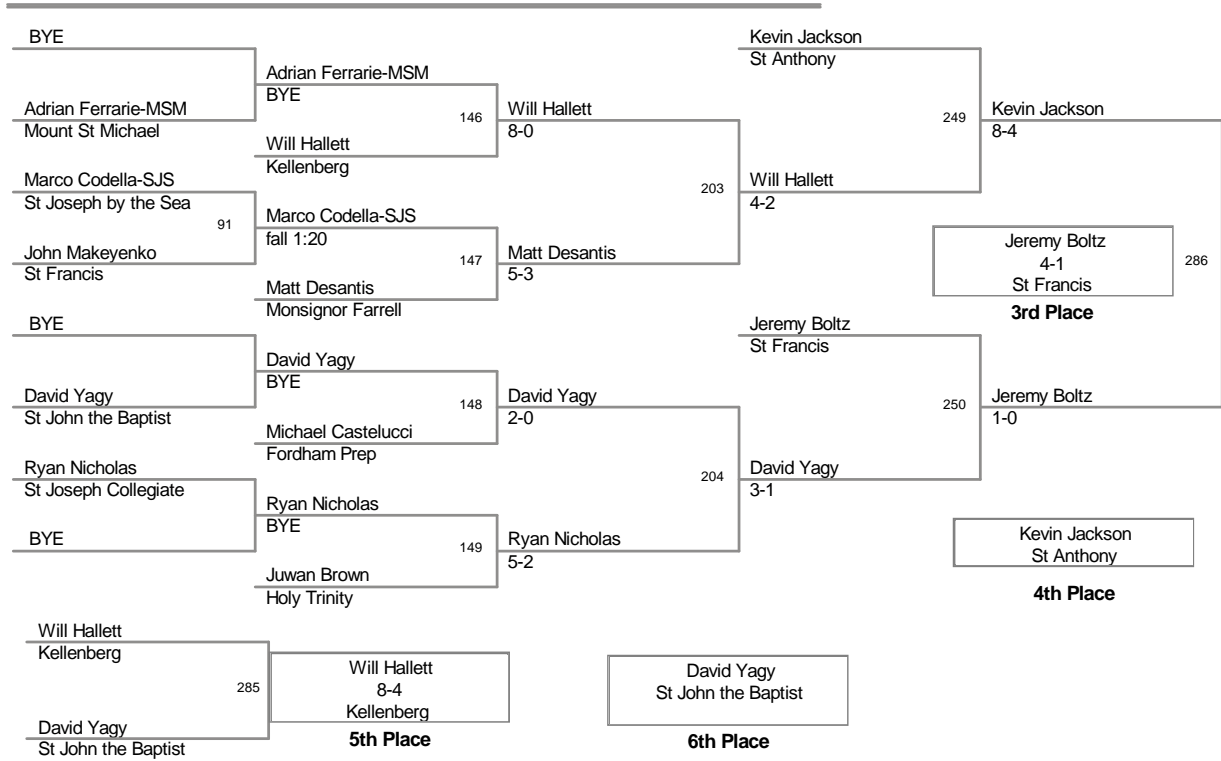 BYE
Adrian Ferrarie-MSM
Mount St Michael
Marco Codella-SJS
St Joseph by the Sea
91
John Makeyenko
St Francis
BYE
David Yagy
St John the Baptist
Ryan Nicholas
St Joseph Collegiate
BYE
Adrian Ferrarie-MSM
BYE
146
Will Hallett
Kellenberg
Marco Codella-SJS
fall 1:20
147
Matt Desantis
Monsignor Farrell
David Yagy
BYE
148
Michael Castelucci
Fordham Prep
Ryan Nicholas
BYE
149
Juwan Brown
Holy Trinity
Will Hallett
8-0
203
Matt Desantis
5-3
David Yagy
2-0
204
Ryan Nicholas
5-2
Kevin Jackson
St Anthony
249
Will Hallett
4-2
Jeremy Boltz
St Francis
250
David Yagy
3-1
Kevin Jackson
8-4
Jeremy Boltz
4-1
St Francis
286
3rd Place
Jeremy Boltz
1-0
Kevin Jackson
St Anthony
4th Place
Will Hallett
Kellenberg
285
David Yagy
St John the Baptist
Will Hallett
8-4
Kellenberg
5th Place
David Yagy
St John the Baptist
6th Place